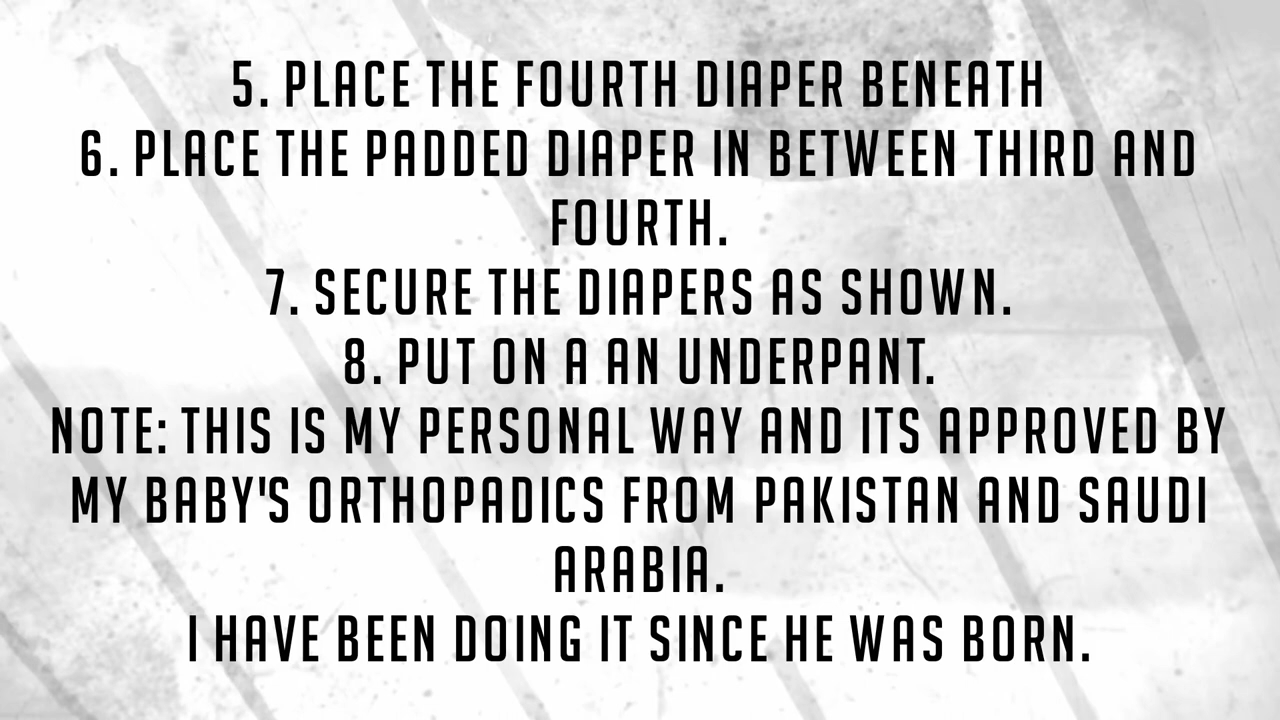 5. PLACE THE FOURTH DIAPER BENEATH
6. PLACE THE PADDED DIAPER IN BETWEEN THIRD AND
FOURTH.
7. SECURE THE DIAPERS AS SHOWN.
8. PUT ON A AN UNDERPANT.
NOTE: THIS IS MY PERSONAL WAY AND ITS APPROVED BY
MY BABY'S ORTHOPADICS FROM PAKISTAN AND SAUDI
ARABIA.
I HAVE BEEN DOING IT SINCE HE WAS BORN.